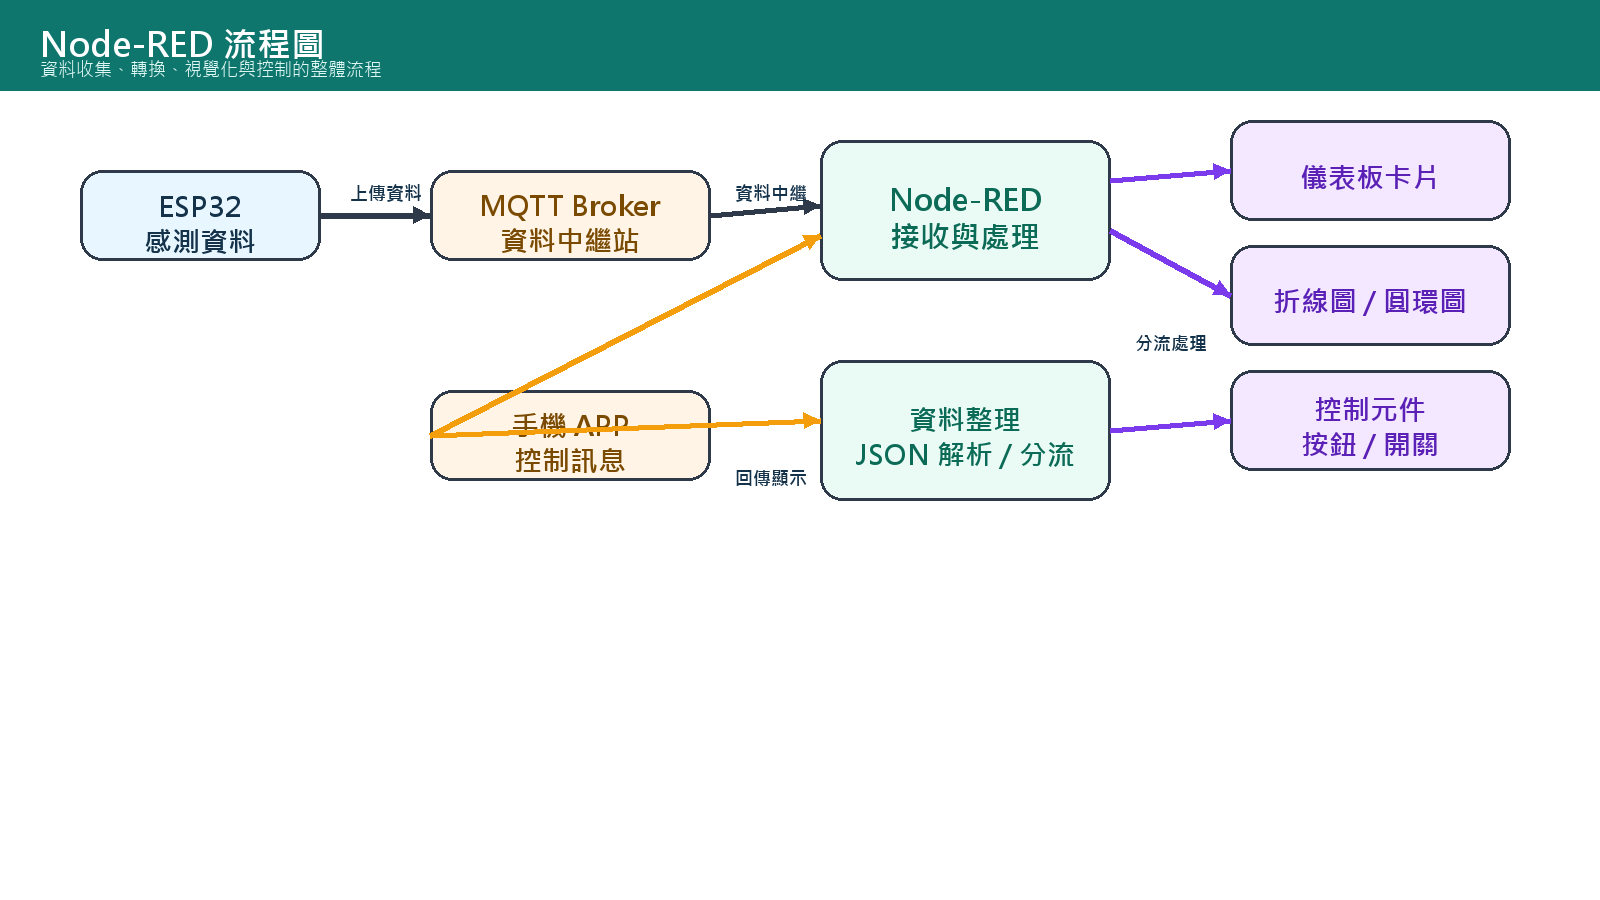 Node-RED 流程圖
資料收集、轉換、視覺化與控制的整體流程
ESP32
感測資料
上傳資料
MQTT Broker
資料中繼站
資料中繼
Node-RED
接收與處理
儀表板卡片
折線圖 / 圓環圖
分流處理
手機 APP
控制訊息
回傳顯示
資料整理
JSON 解析 / 分流
控制元件
按鈕 / 開關